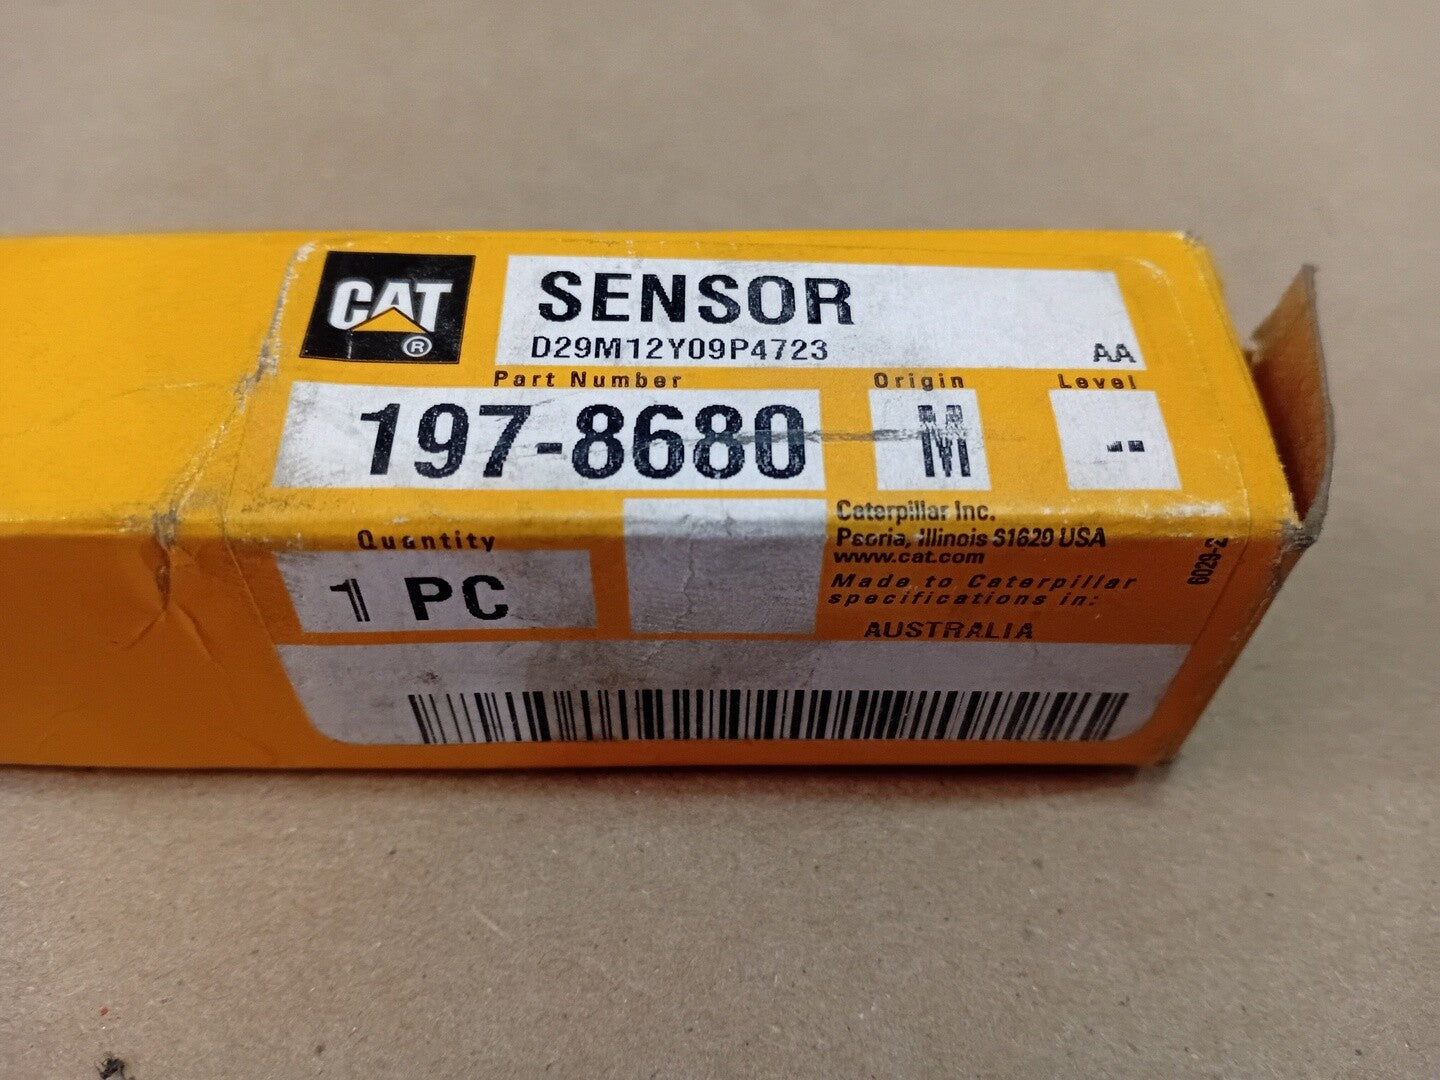 CAT
®
SENSOR
D29M12Y09P4723 AA
Part Number Origin Level
197-8680 M --
Quantity
1 PC
Caterpillar Inc.
Peoria, Illinois 61629 USA
www.cat.com
Made to Caterpillar
specifications in:
AUSTRALIA